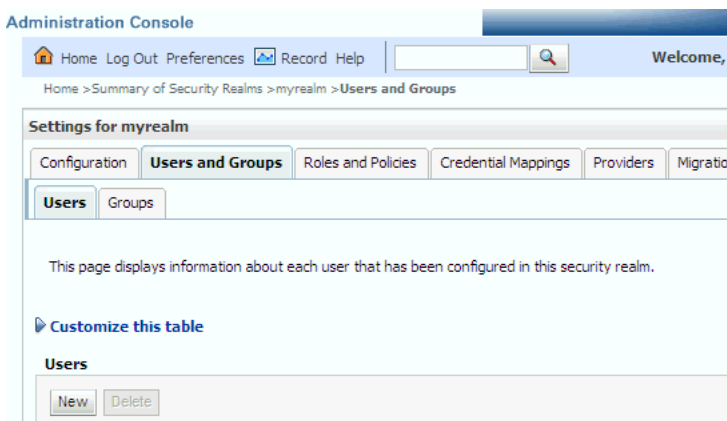 Administration Console
Home Log Out Preferences Record Help
Welcome,
Home >Summary of Security Realms >myrealm >Users and Groups
Settings for myrealm
Configuration Users and Groups Roles and Policies Credential Mappings Providers Migratio
Users Groups
This page displays information about each user that has been configured in this security realm.
Customize this table
Users
New Delete